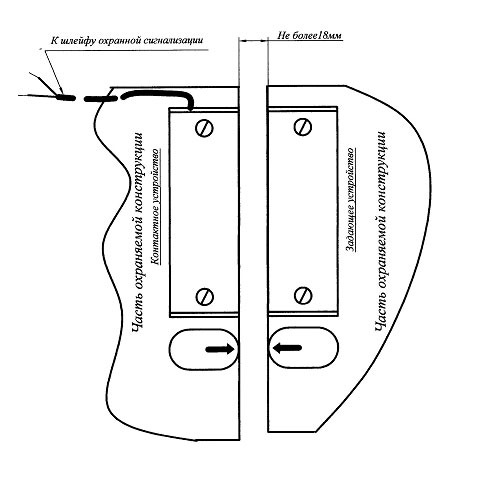 К шлейфу охранной сигнализации
Не более18мм
Часть охраняемой конструкции
Контактное устройство
Задающее устройство
Часть охраняемой конструкции